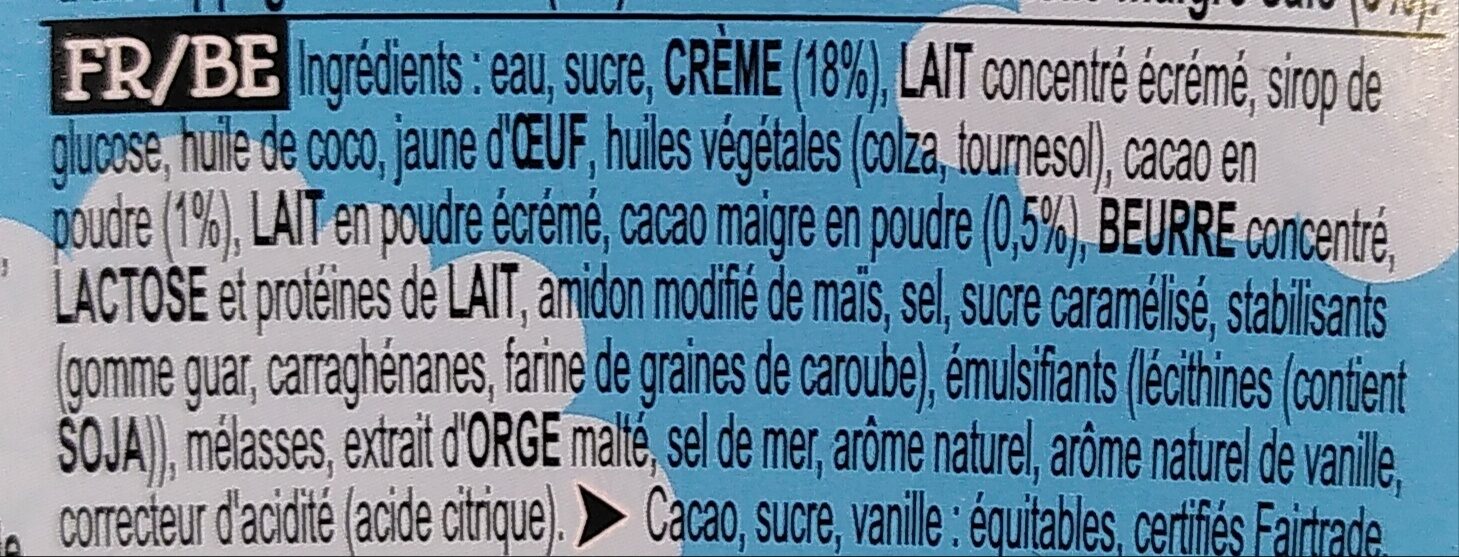 FR/BE Ingrédients : eau, sucre, CRÈME (18%), LAIT concentré écrémé, sirop de
glucose, huile de coco, jaune d'ŒUF, huiles végétales (colza, tournesol), cacao en
poudre (1%), LAIT en poudre écrémé, cacao maigre en poudre (0,5%), BEURRE concentré,
LACTOSE et protéines de LAIT, amidon modifié de maïs, sel, sucre caramélisé, stabilisants
(gomme guar, carraghénanes, farine de graines de caroube), émulsifiants (lécithines (contient
SOJA)), mélasses, extrait d'ORGE malté, sel de mer, arôme naturel, arôme naturel de vanille,
correcteur d'acidité (acide citrique). ➤ Cacao, sucre, vanille : équitables, certifiés Fairtrade